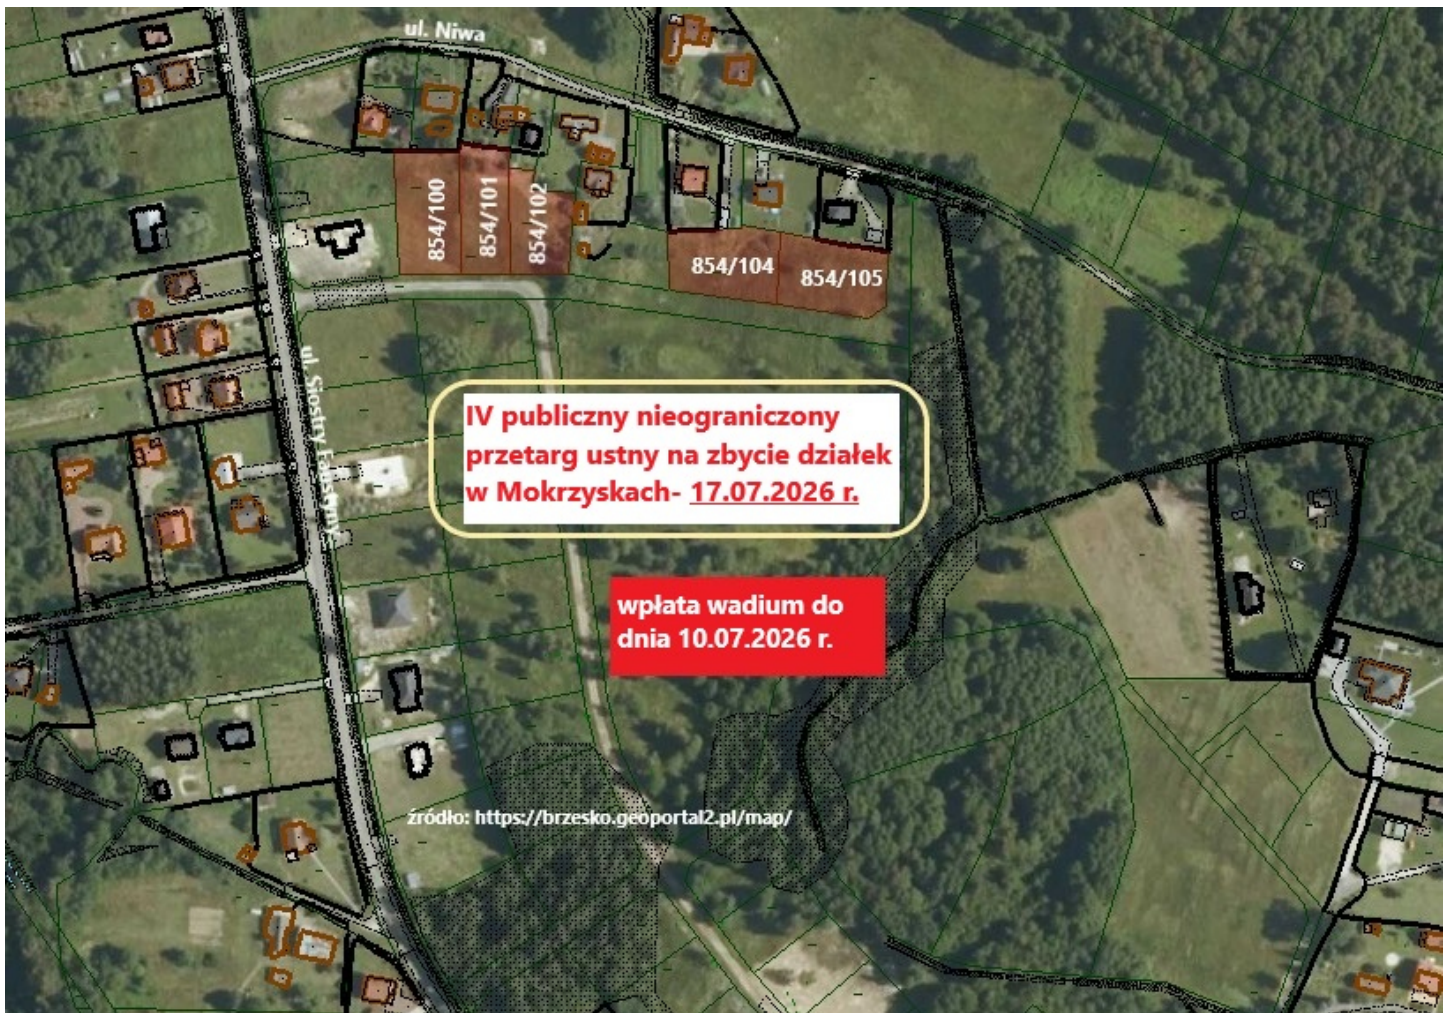 ul. Niwa
854/100
854/101
854/102
854/104
854/105
ul. Siostry Faustyny
IV publiczny nieograniczony
przetarg ustny na zbycie działek
w Mokrzyskach- 17.07.2026 r.
wpłata wadium do
dnia 10.07.2026 r.
źródło: https://brzesko.geoportal2.pl/map/